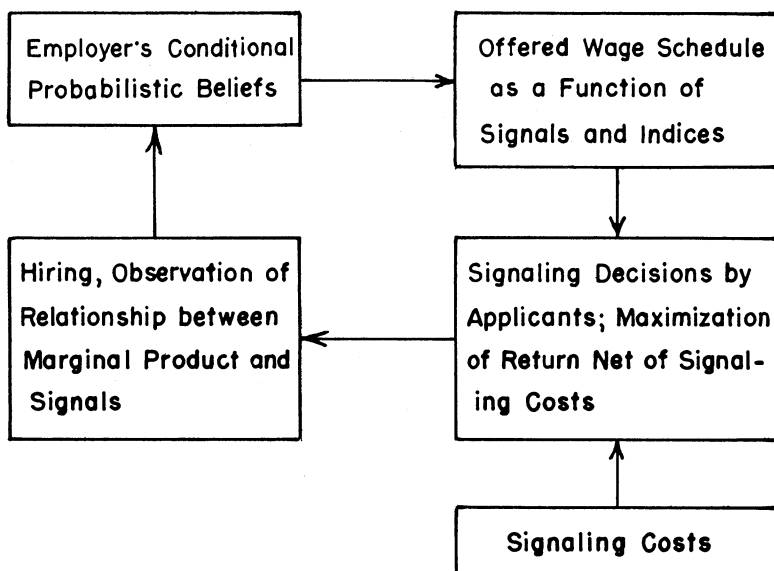 Employer's Conditional
Probabilistic Beliefs
Offered Wage Schedule
as a Function of
Signals and Indices
Hiring, Observation of
Relationship between
Marginal Product and
Signals
Signaling Decisions by
Applicants; Maximization
of Return Net of Signal-
ing Costs
Signaling Costs